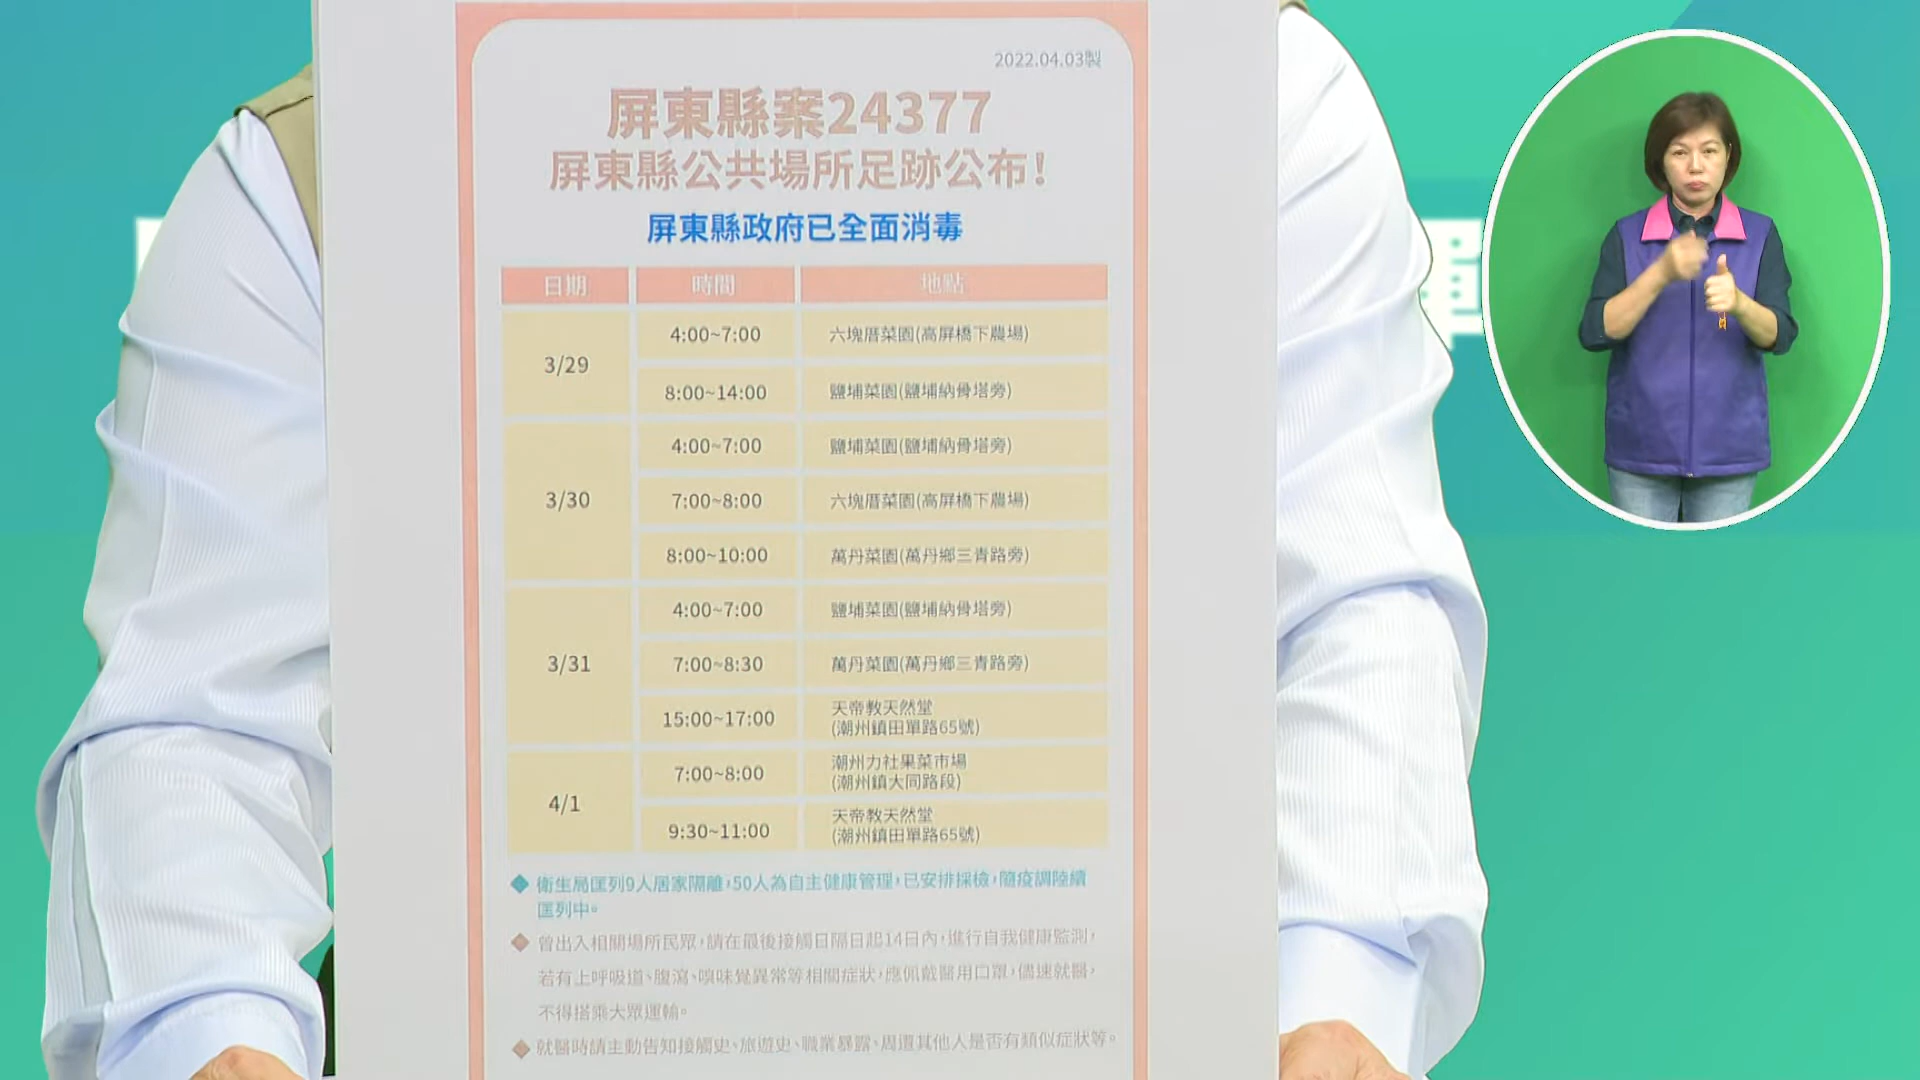 2022.04.03製
屏東縣案24377
屏東縣公共場所足跡公布!
屏東縣政府已全面消毒
日期 時間 地點
3/29
4:00~7:00 六塊厝菜園(高屏橋下農場)
8:00~14:00 鹽埔菜園(鹽埔納骨塔旁)
3/30
4:00~7:00 鹽埔菜園(鹽埔納骨塔旁)
7:00~8:00 六塊厝菜園(高屏橋下農場)
8:00~10:00 萬丹菜園(萬丹鄉三青路旁)
3/31
4:00~7:00 鹽埔菜園(鹽埔納骨塔旁)
7:00~8:30 萬丹菜園(萬丹鄉三青路旁)
15:00~17:00 天帝教天然堂
(潮州鎮田單路65號)
4/1
7:00~8:00 潮州力社果菜市場
(潮州鎮大同路段)
9:30~11:00 天帝教天然堂
(潮州鎮田單路65號)
衛生局匡列9人居家隔離,50人為自主健康管理,已安排採檢,隨疫調陸續
匡列中。
曾出入相關場所民眾,請在最後接觸日隔日起14日內,進行自我健康監測,
若有上呼吸道、腹瀉、嗅味覺異常等相關症狀,應佩戴醫用口罩,儘速就醫,
不得搭乘大眾運輸。
就醫時請主動告知接觸史、旅遊史、職業暴露、周遭其他人是否有類似症狀等。